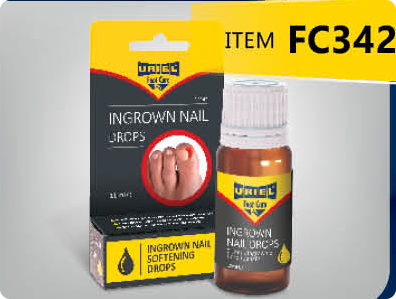 ITEM FC342
URIEL
Foot Care
INGROWN NAIL
DROPS
INGROWN NAIL
SOFTENING
DROPS
URIEL
Foot Care
INGROWN
NAIL DROPS